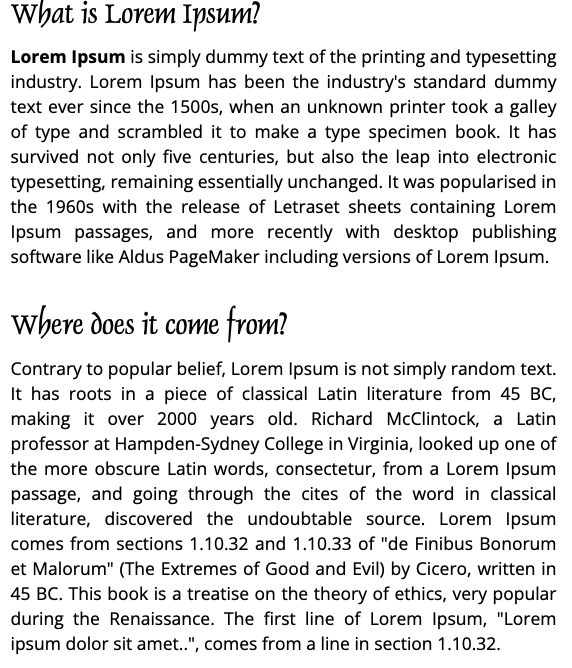 What is Lorem Ipsum?
Lorem Ipsum is simply dummy text of the printing and typesetting
industry. Lorem Ipsum has been the industry's standard dummy
text ever since the 1500s, when an unknown printer took a galley
of type and scrambled it to make a type specimen book. It has
survived not only five centuries, but also the leap into electronic
typesetting, remaining essentially unchanged. It was popularised in
the 1960s with the release of Letraset sheets containing Lorem
Ipsum passages, and more recently with desktop publishing
software like Aldus PageMaker including versions of Lorem Ipsum.
Where does it come from?
Contrary to popular belief, Lorem Ipsum is not simply random text.
It has roots in a piece of classical Latin literature from 45 BC,
making it over 2000 years old. Richard McClintock, a Latin
professor at Hampden-Sydney College in Virginia, looked up one of
the more obscure Latin words, consectetur, from a Lorem Ipsum
passage, and going through the cites of the word in classical
literature, discovered the undoubtable source. Lorem Ipsum
comes from sections 1.10.32 and 1.10.33 of "de Finibus Bonorum
et Malorum" (The Extremes of Good and Evil) by Cicero, written in
45 BC. This book is a treatise on the theory of ethics, very popular
during the Renaissance. The first line of Lorem Ipsum, "Lorem
ipsum dolor sit amet..", comes from a line in section 1.10.32.